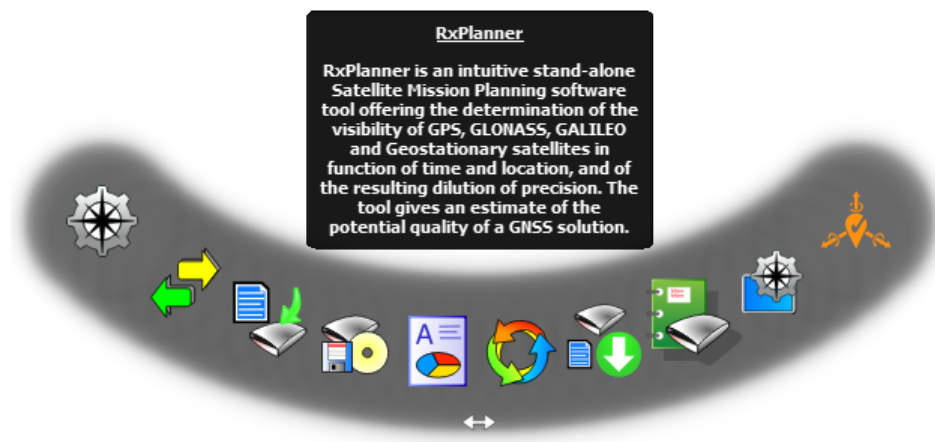 RxPlanner
RxPlanner is an intuitive stand-alone
Satellite Mission Planning software
tool offering the determination of the
visibility of GPS, GLONASS, GALILEO
and Geostationary satellites in
function of time and location, and of
the resulting dilution of precision. The
tool gives an estimate of the
potential quality of a GNSS solution.
A